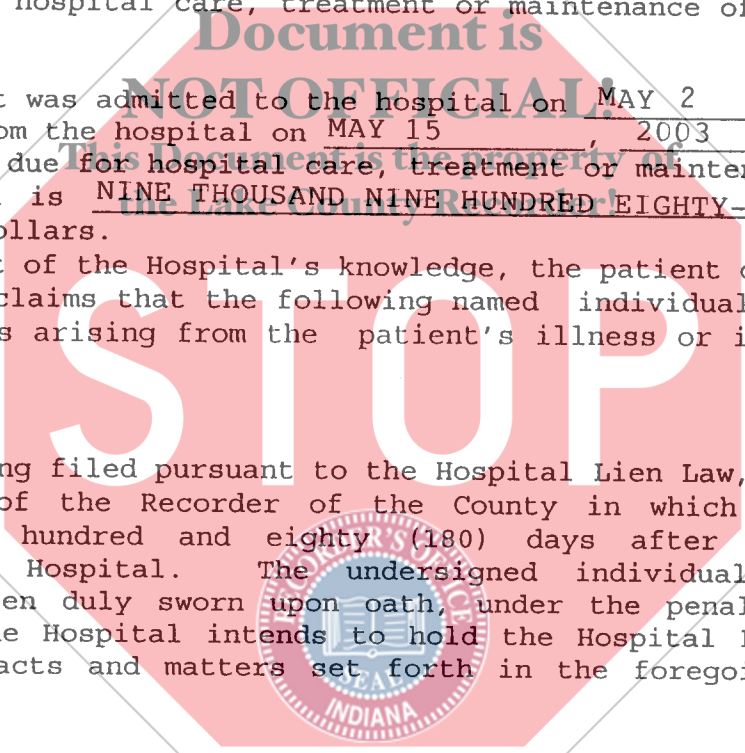 hospital care, treatment or maintenance of
Document is
NOT OFFICIAL!
t was admitted to the hospital on MAY 2
om the hospital on MAY 15, 2003
This Document is the property of
due for hospital care, treatment or mainten
is NINE THOUSAND NINE HUNDRED EIGHTY-
the Lake County Recorder!
ollars.
t of the Hospital's knowledge, the patient
claims that the following named individual
s arising from the patient's illness or i
STOP
ng filed pursuant to the Hospital Lien Law,
of the Recorder of the County in which
hundred and eighty (180) days after
Hospital. The undersigned individual
en duly sworn upon oath, under the penal
e Hospital intends to hold the Hospital
acts and matters set forth in the foregoi
RECORDER'S OFFICE
SEAL
INDIANA